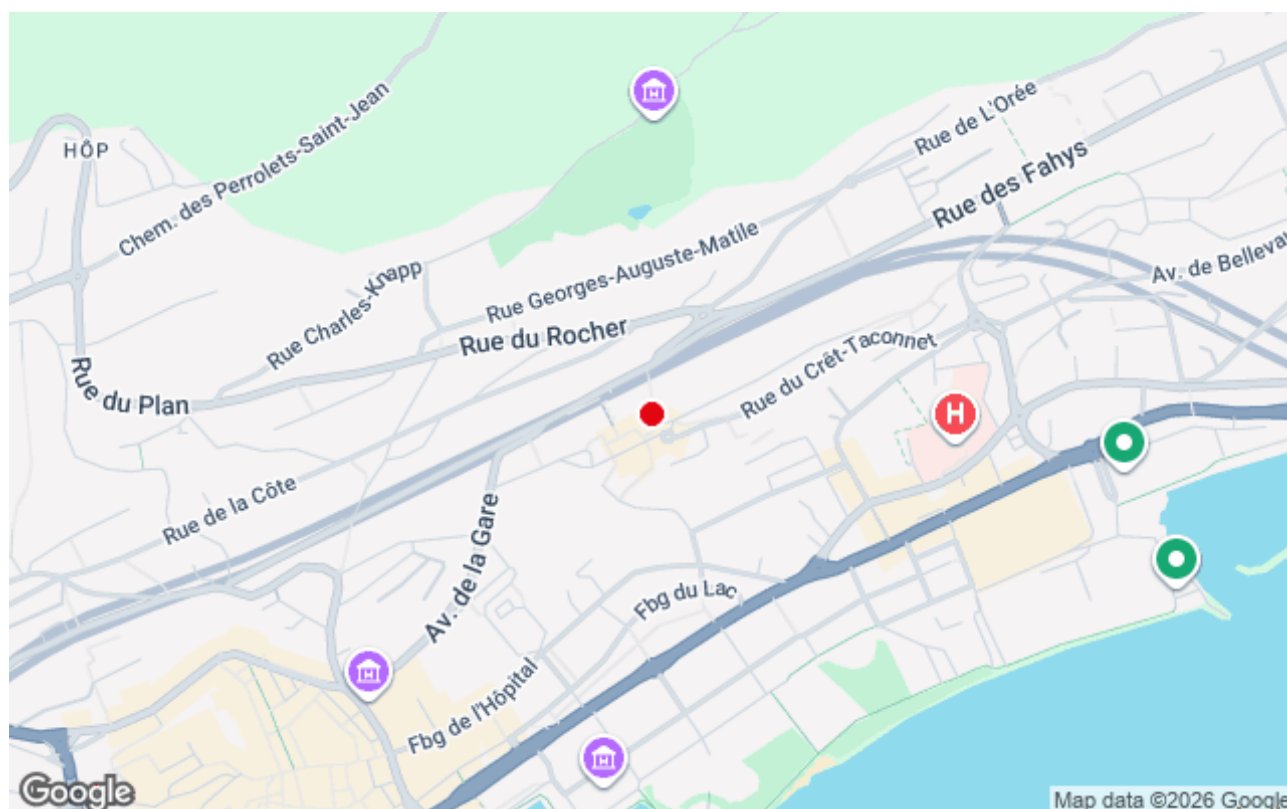 Rue de L'Orée
HÔP
Chem. des Perrolets-Saint-Jean
Rue des Fahys
Av. de Belleva
Rue Georges-Auguste-Matile
Rue Charles-Knapp
Rue du Rocher
Rue du Crêt-Taconnet
Rue du Plan
H
Rue de la Côte
Av. de la Gare
Fbg du Lac
Fbg de l'Hôpital
Google
Map data ©2026 Google